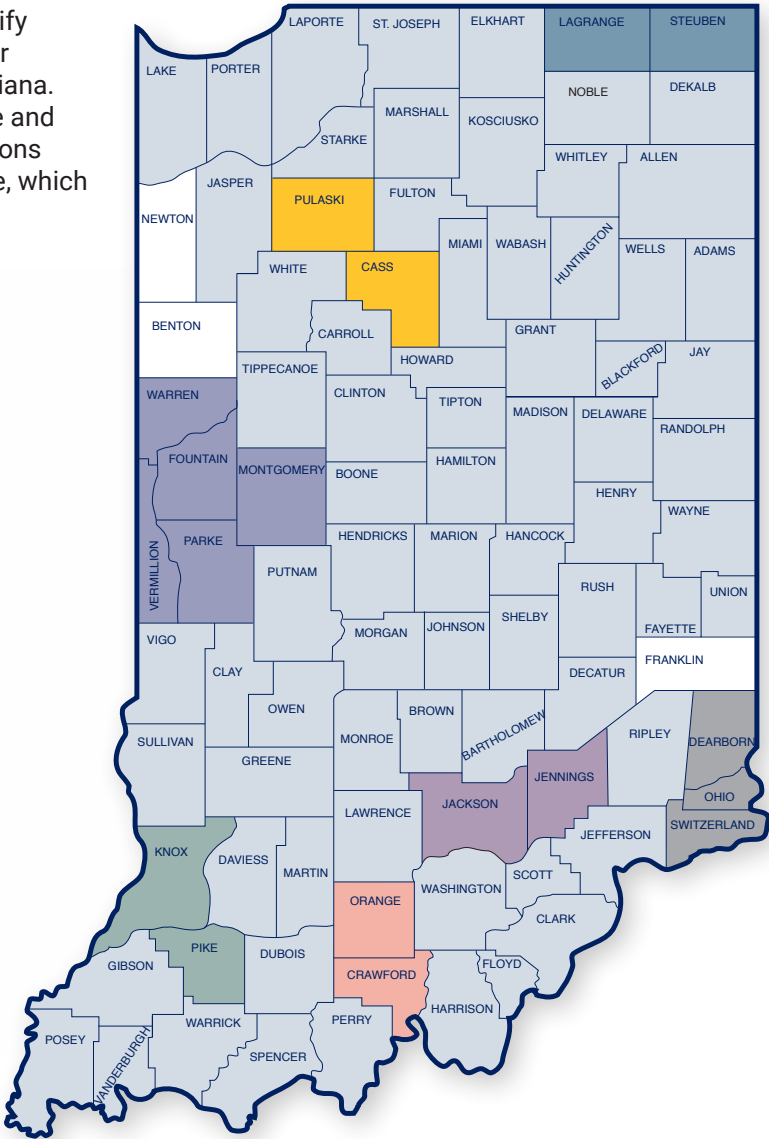 ify
r
iana.
e and
ons
e, which
LAPORTE
ST. JOSEPH
ELKHART
LAGRANGE
STEUBEN
LAKE
PORTER
NOBLE
DEKALB
MARSHALL
KOSCIUSKO
STARKE
WHITLEY
ALLEN
JASPER
PULASKI
FULTON
NEWTON
MIAMI
WABASH
HUNTINGTON
WELLS
ADAMS
WHITE
CASS
BENTON
CARROLL
GRANT
HOWARD
BLACKFORD
JAY
TIPPECANOE
WARREN
CLINTON
TIPTON
MADISON
DELAWARE
RANDOLPH
FOUNTAIN
MONTGOMERY
BOONE
HAMILTON
HENRY
WAYNE
VERMILLION
PARKE
HENDRICKS
MARION
HANCOCK
PUTNAM
RUSH
UNION
SHELBY
FAYETTE
VIGO
MORGAN
JOHNSON
CLAY
DECATUR
FRANKLIN
OWEN
BROWN
BARTHOLOMEW
SULLIVAN
MONROE
RIPLEY
DEARBORN
GREENE
JENNINGS
OHIO
LAWRENCE
JACKSON
SWITZERLAND
JEFFERSON
KNOX
DAVIESS
MARTIN
SCOTT
WASHINGTON
ORANGE
CLARK
PIKE
DUBOIS
GIBSON
CRAWFORD
FLOYD
HARRISON
WARRICK
PERRY
POSEY
VANDERBURGH
SPENCER